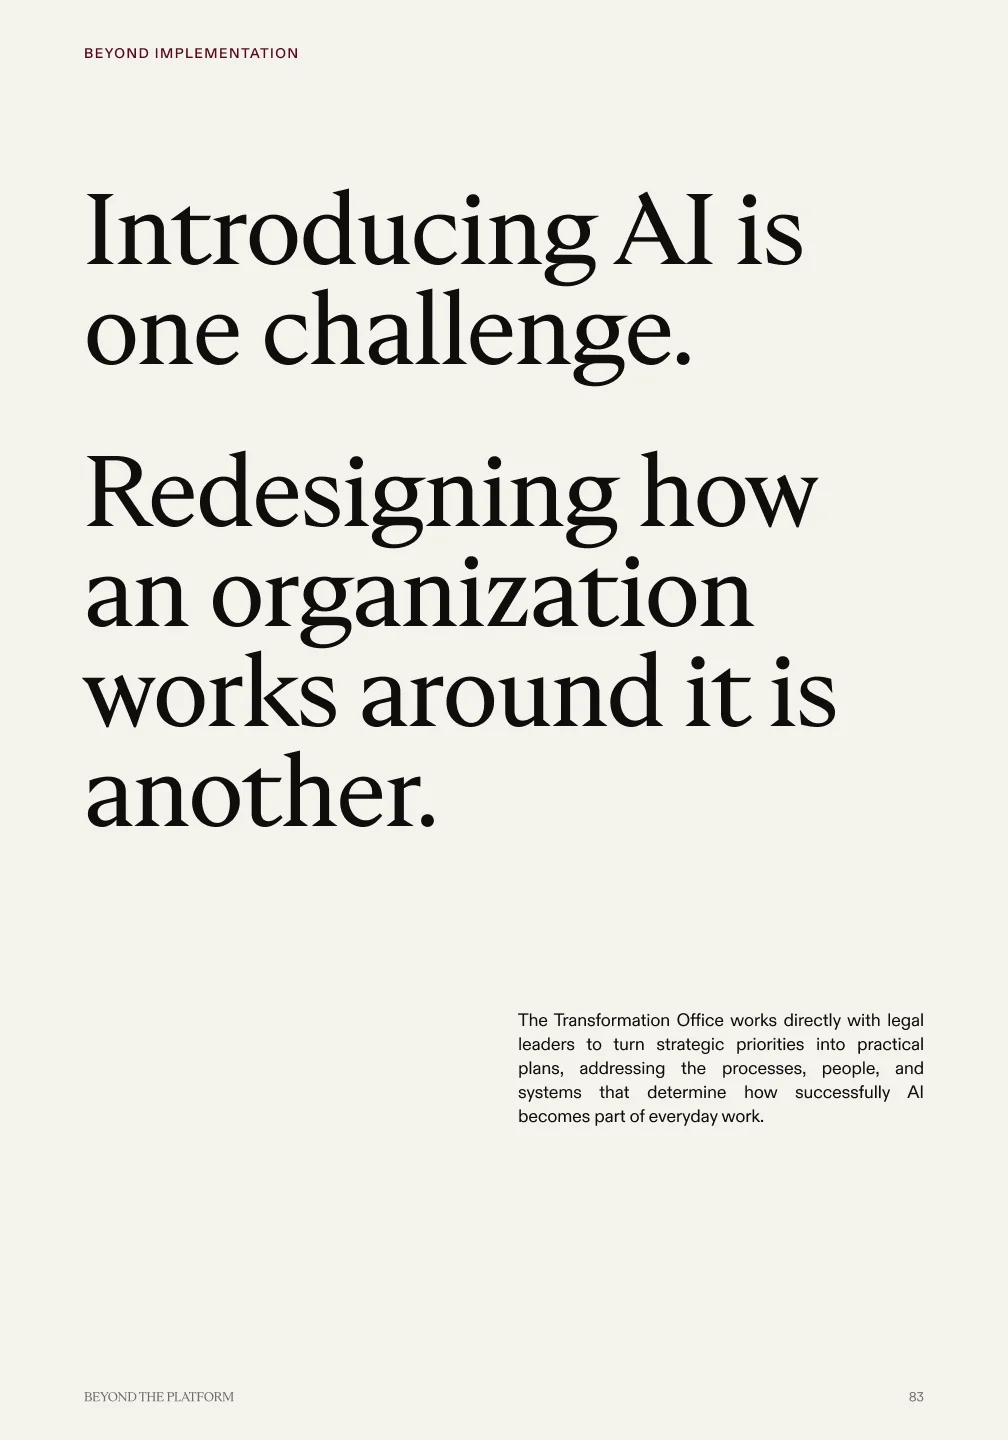 BEYOND IMPLEMENTATION
Introducing AI is
one challenge.
Redesigning how
an organization
works around it is
another.
The Transformation Office works directly with legal
leaders to turn strategic priorities into practical
plans, addressing the processes, people, and
systems that determine how successfully AI
becomes part of everyday work.
BEYOND THE PLATFORM
83